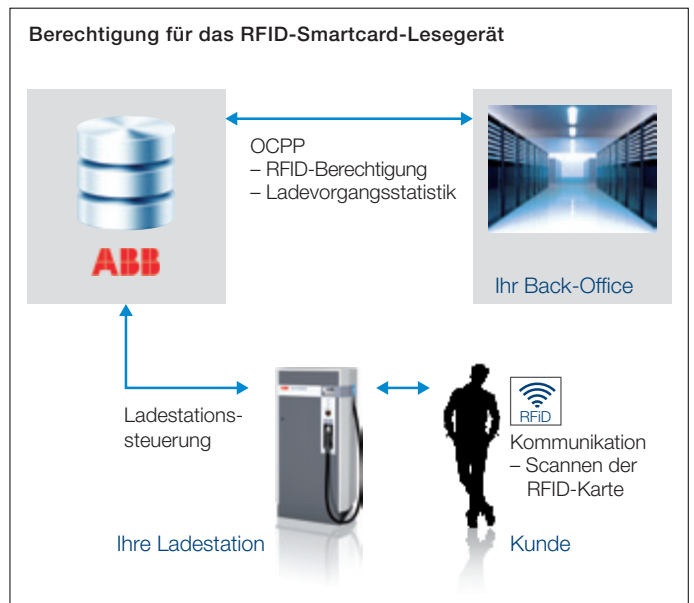 Berechtigung für das RFID-Smartcard-Lesegerät
OCPP
– RFID-Berechtigung
– Ladevorgangsstatistik
ABB
Ihr Back-Office
Ladestations-
steuerung
RFiD
Kommunikation
– Scannen der
RFID-Karte
Ihre Ladestation
Kunde